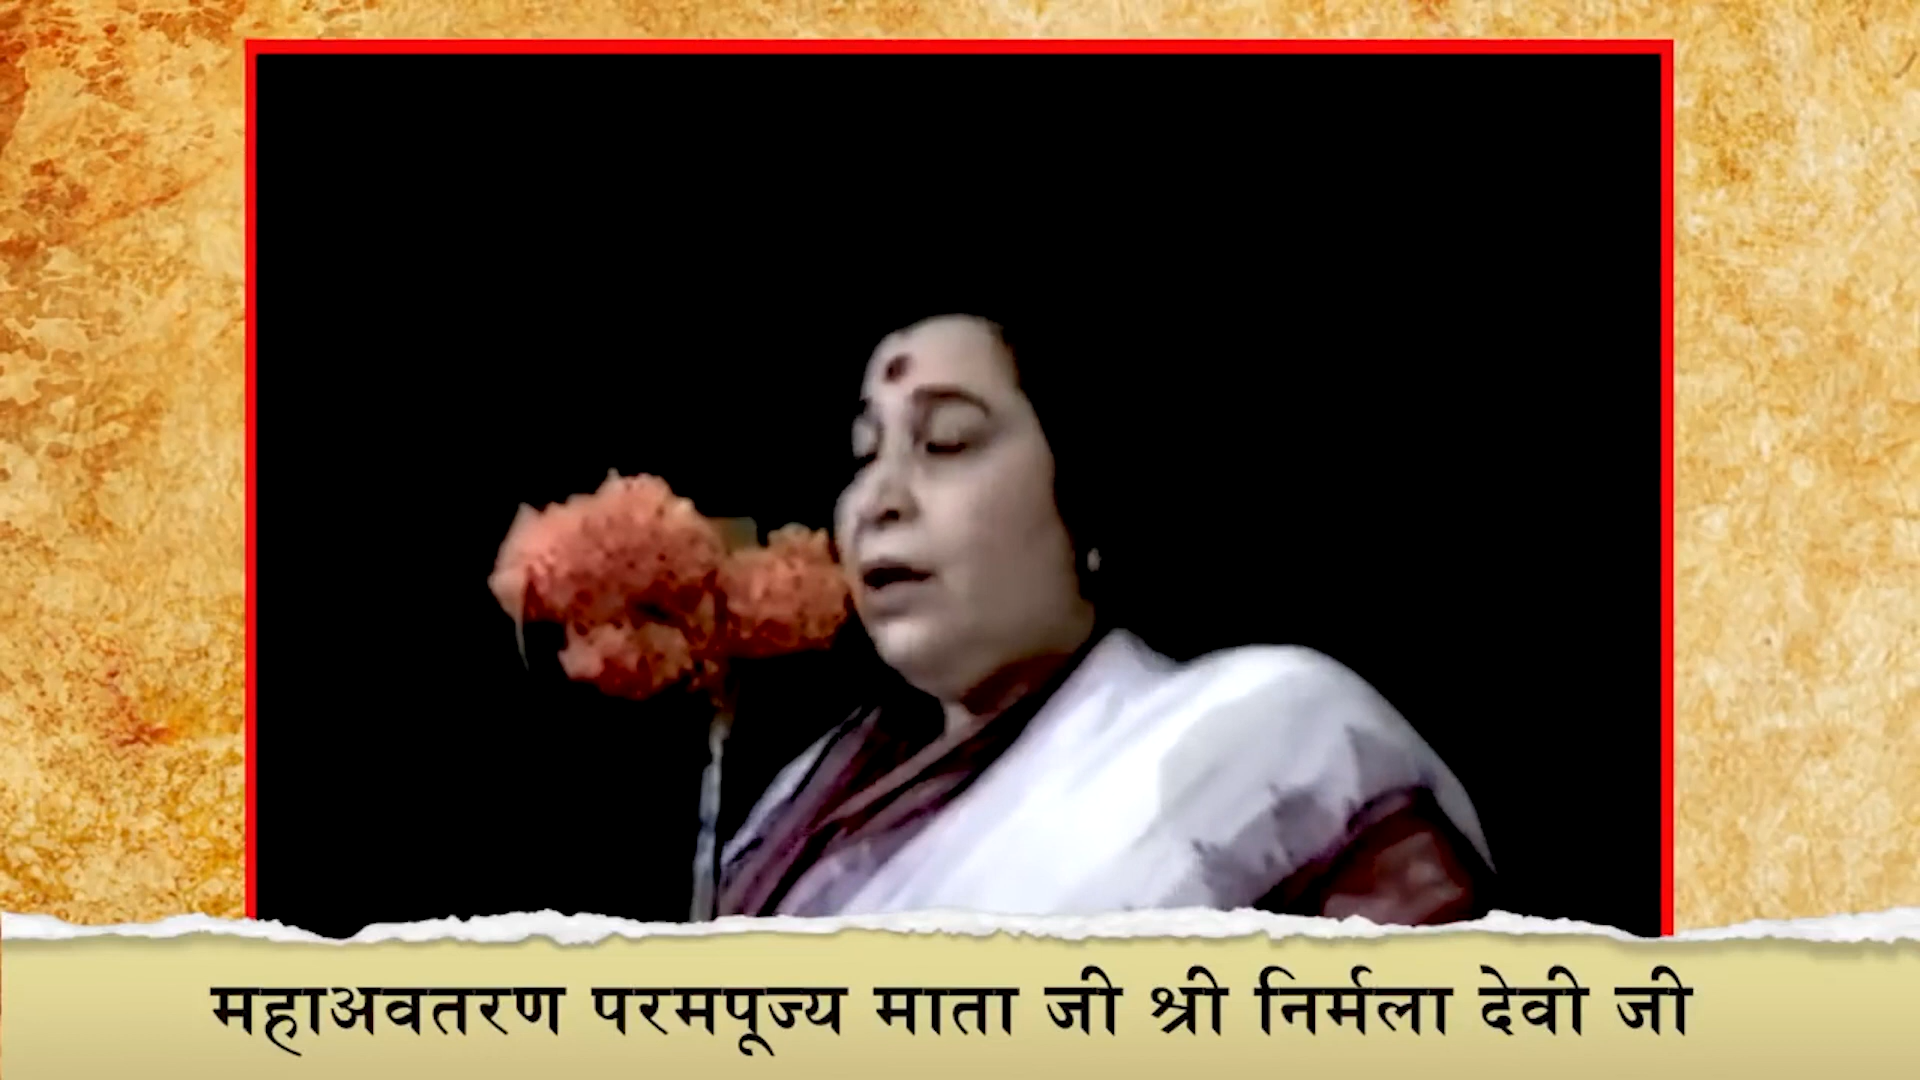 महाअवतरण परमपूज्य माता जी श्री निर्मला देवी जी